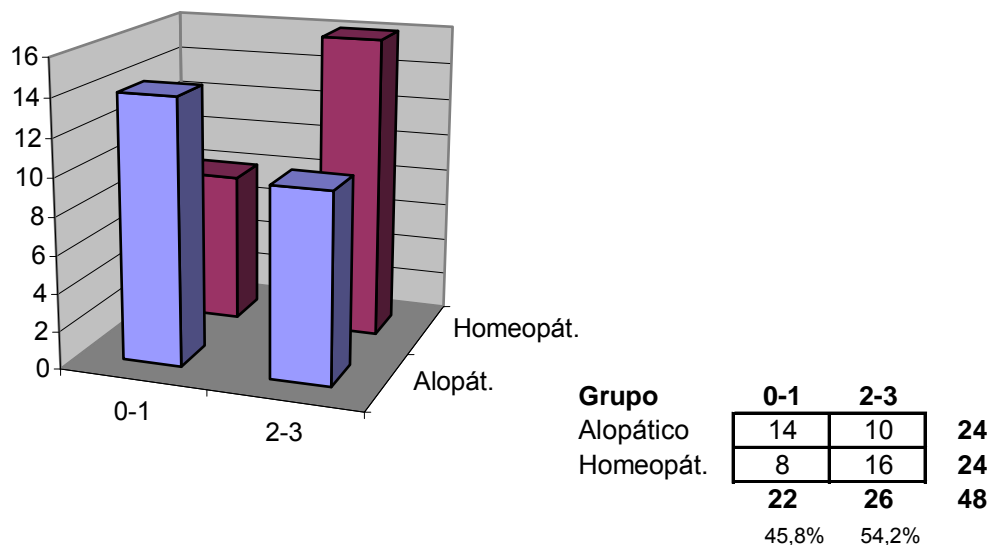 16
14
12
10
8
6
4
2
0
0-1
2-3
Homeopát.
Alopát.
Grupo 0-1 2-3
Alopático 14 10 24
Homeopát. 8 16 24
22 26 48
45,8% 54,2%